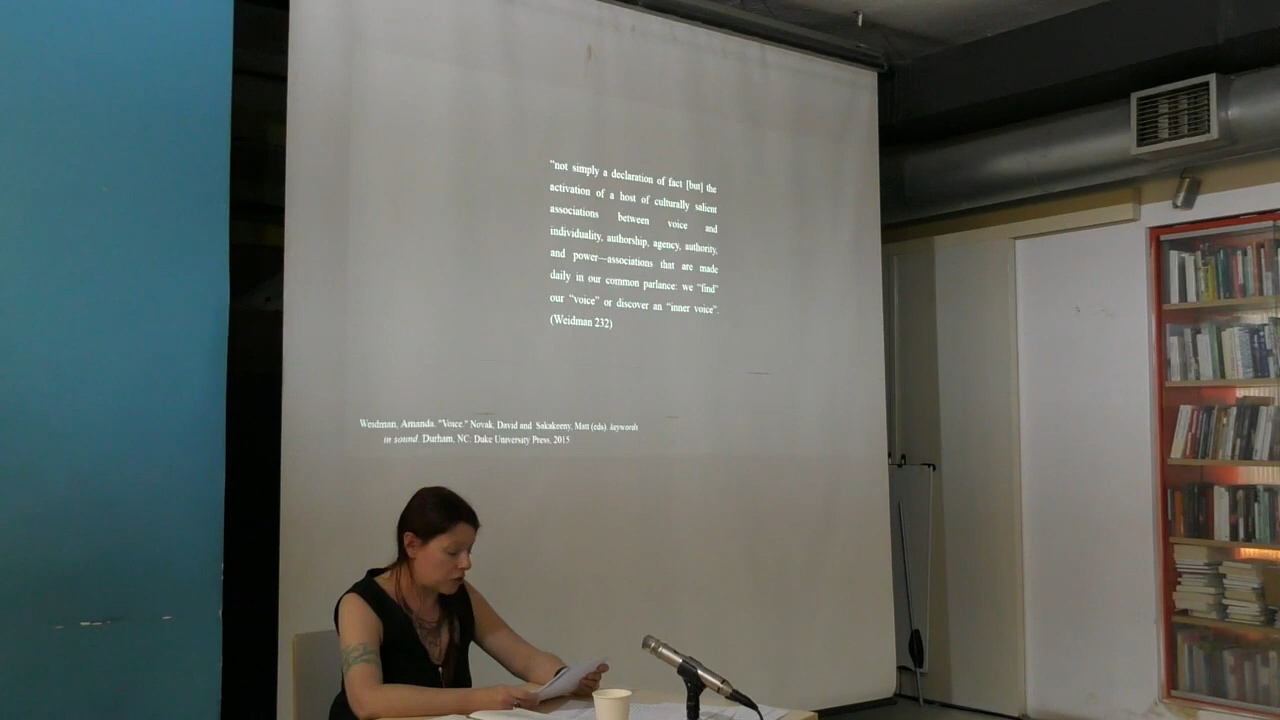 "not simply a declaration of fact [but] the
activation of a host of culturally salient
associations between voice and
individuality, authorship, agency, authority,
and power—associations that are made
daily in our common parlance: we "find"
our "voice" or discover an "inner voice".
(Weidman 232)
Weidman, Amanda. "Voice." Novak, David and Sakakeeny, Matt (eds). keywords
in sound. Durham, NC: Duke University Press, 2015